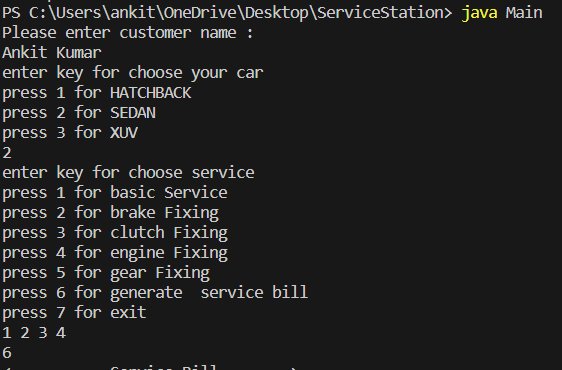 PS C:\Users\ankit\OneDrive\Desktop\ServiceStation> java Main
Please enter customer name :
Ankit Kumar
enter key for choose your car
press 1 for HATCHBACK
press 2 for SEDAN
press 3 for XUV
2
enter key for choose service
press 1 for basic Service
press 2 for brake Fixing
press 3 for clutch Fixing
press 4 for engine Fixing
press 5 for gear Fixing
press 6 for generate  service bill
press 7 for exit
1 2 3 4
6
Service Bill